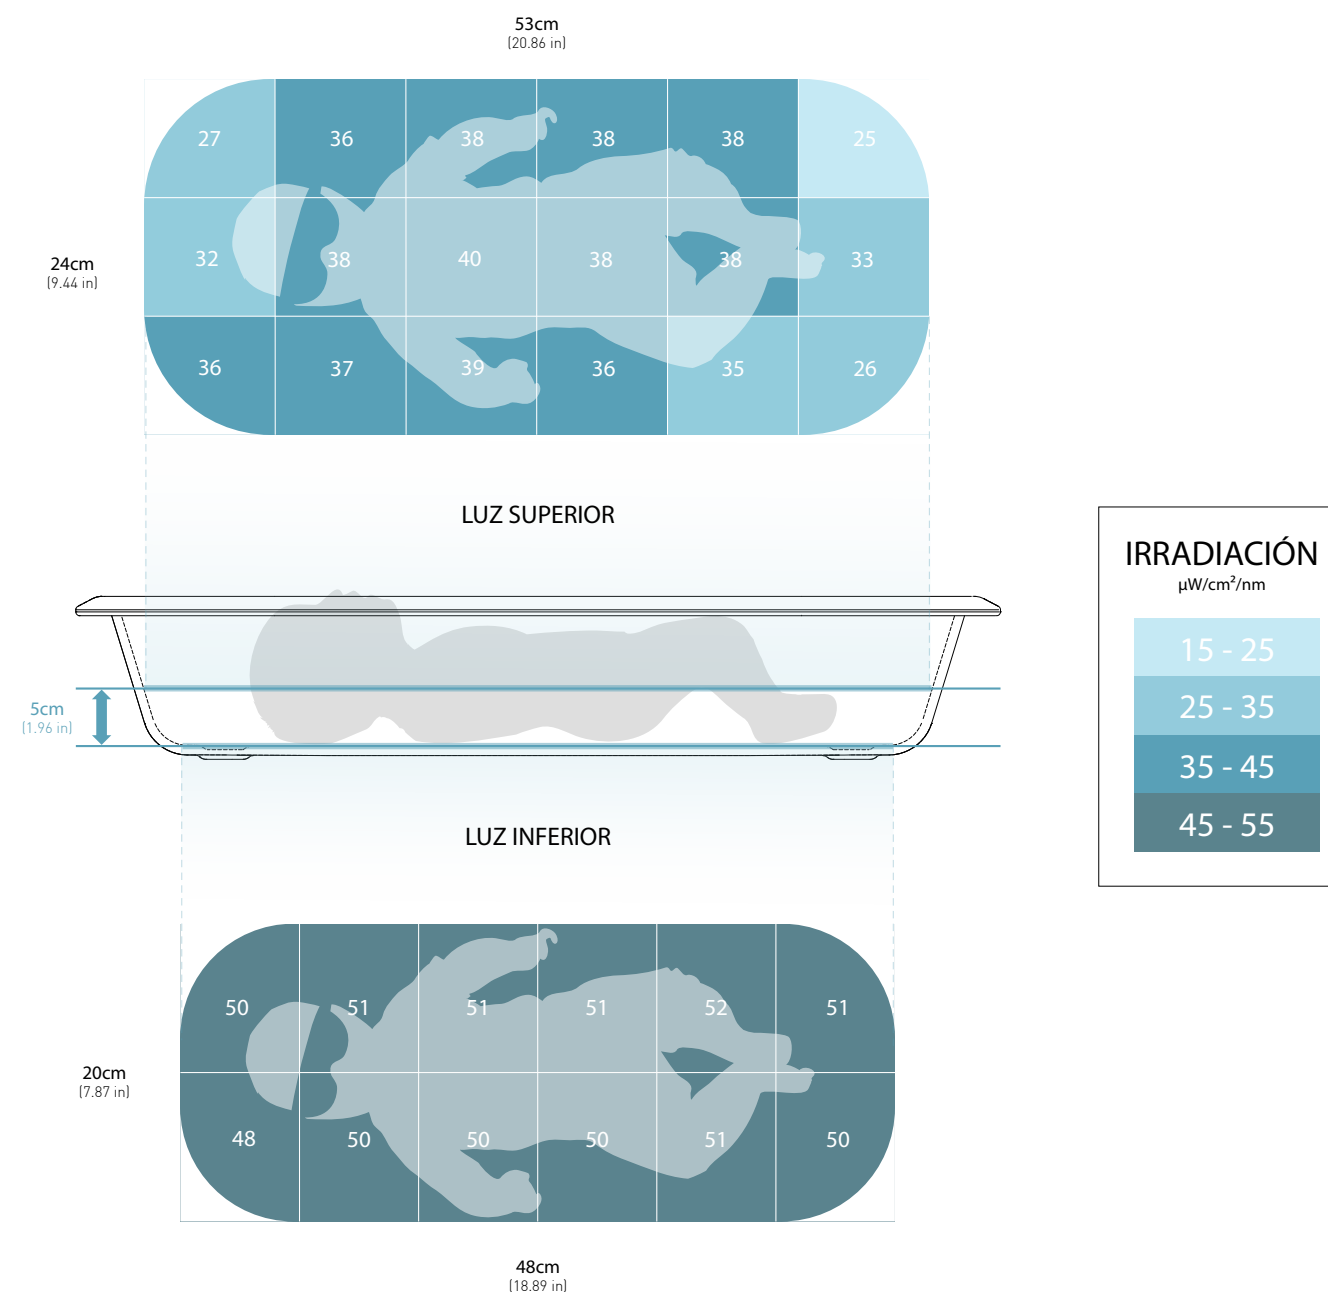 53cm
(20.86 in)
27 36 38 38 38 25
24cm
(9.44 in)
32 38 40 38 38 33
36 37 39 36 35 26
LUZ SUPERIOR
IRRADIACIÓN
µW/cm²/nm
15 - 25
25 - 35
35 - 45
45 - 55
5cm
(1.96 in)
LUZ INFERIOR
50 51 51 51 52 51
20cm
(7.87 in)
48 50 50 50 51 50
48cm
(18.89 in)